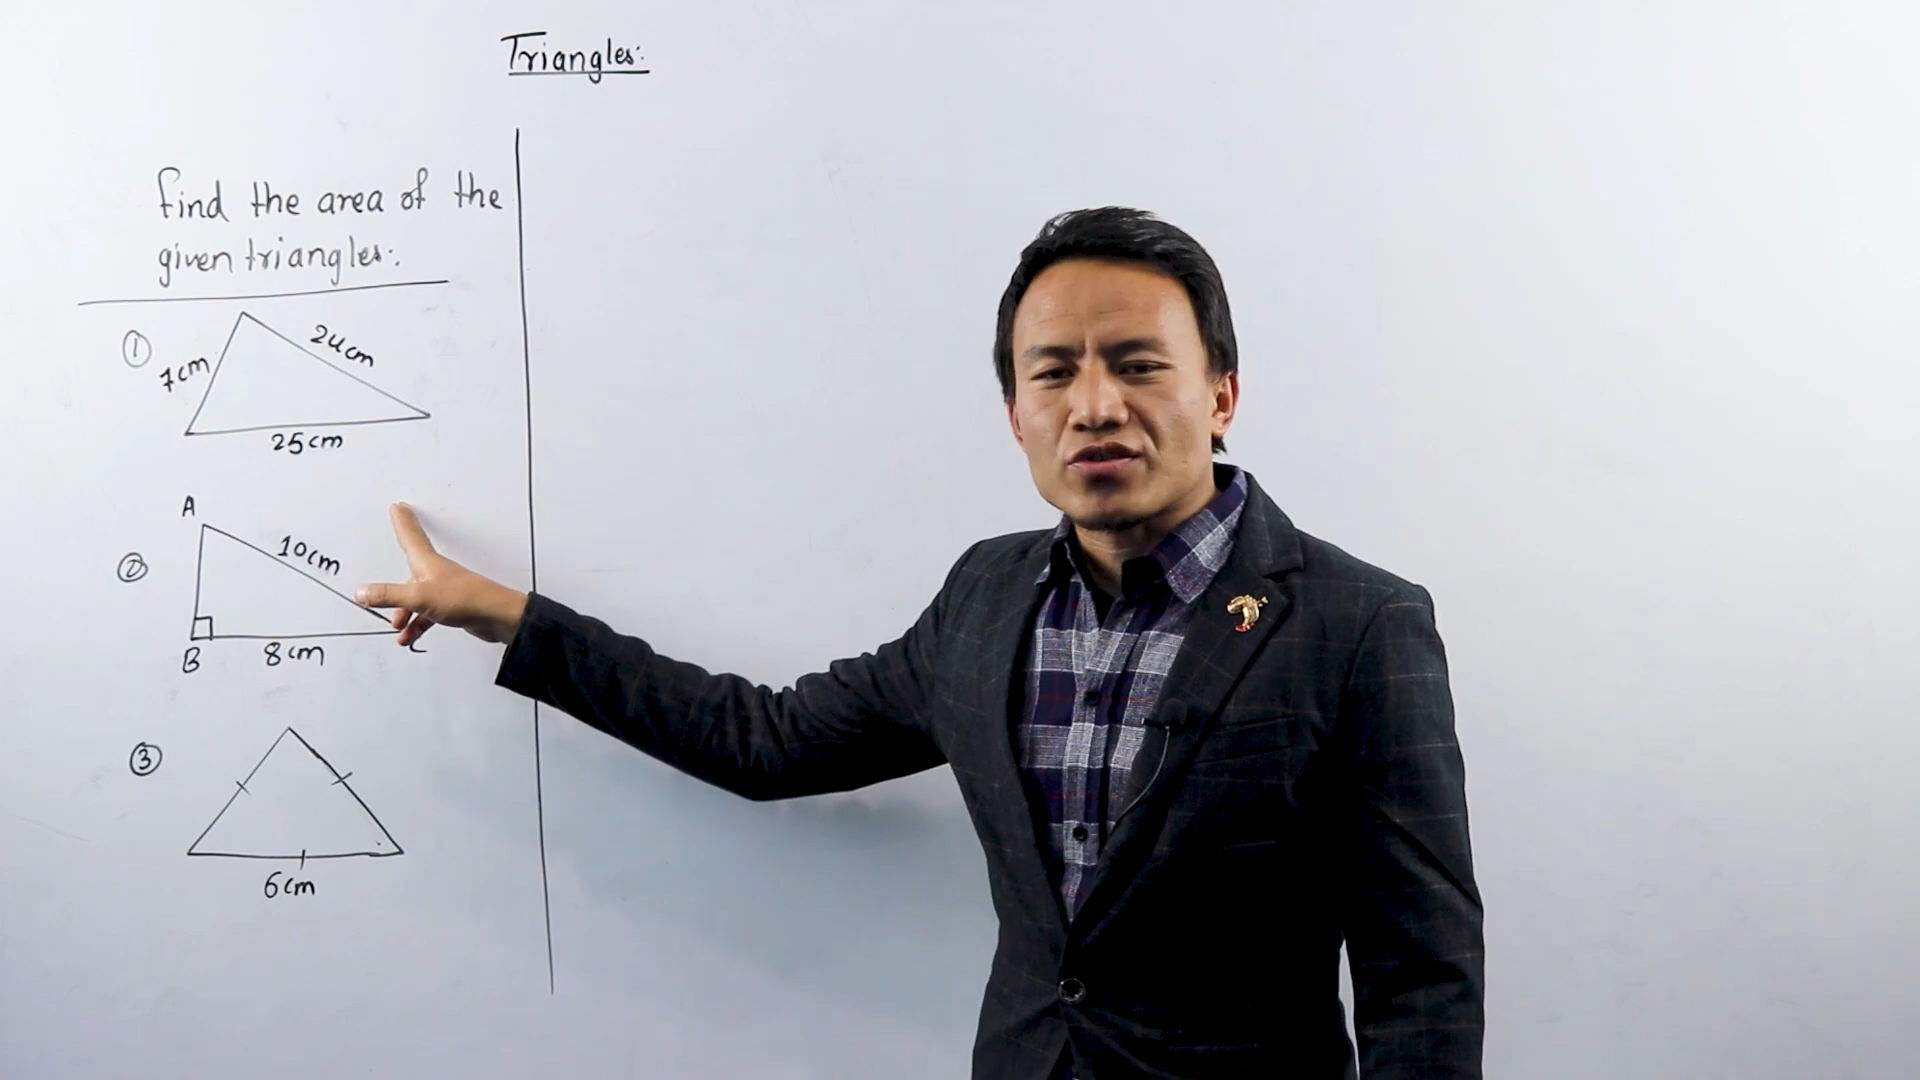 Triangles:
find the area of the
given triangles:.
①
7cm
24cm
25cm
A
②
10cm
B
8cm
C
③
6cm